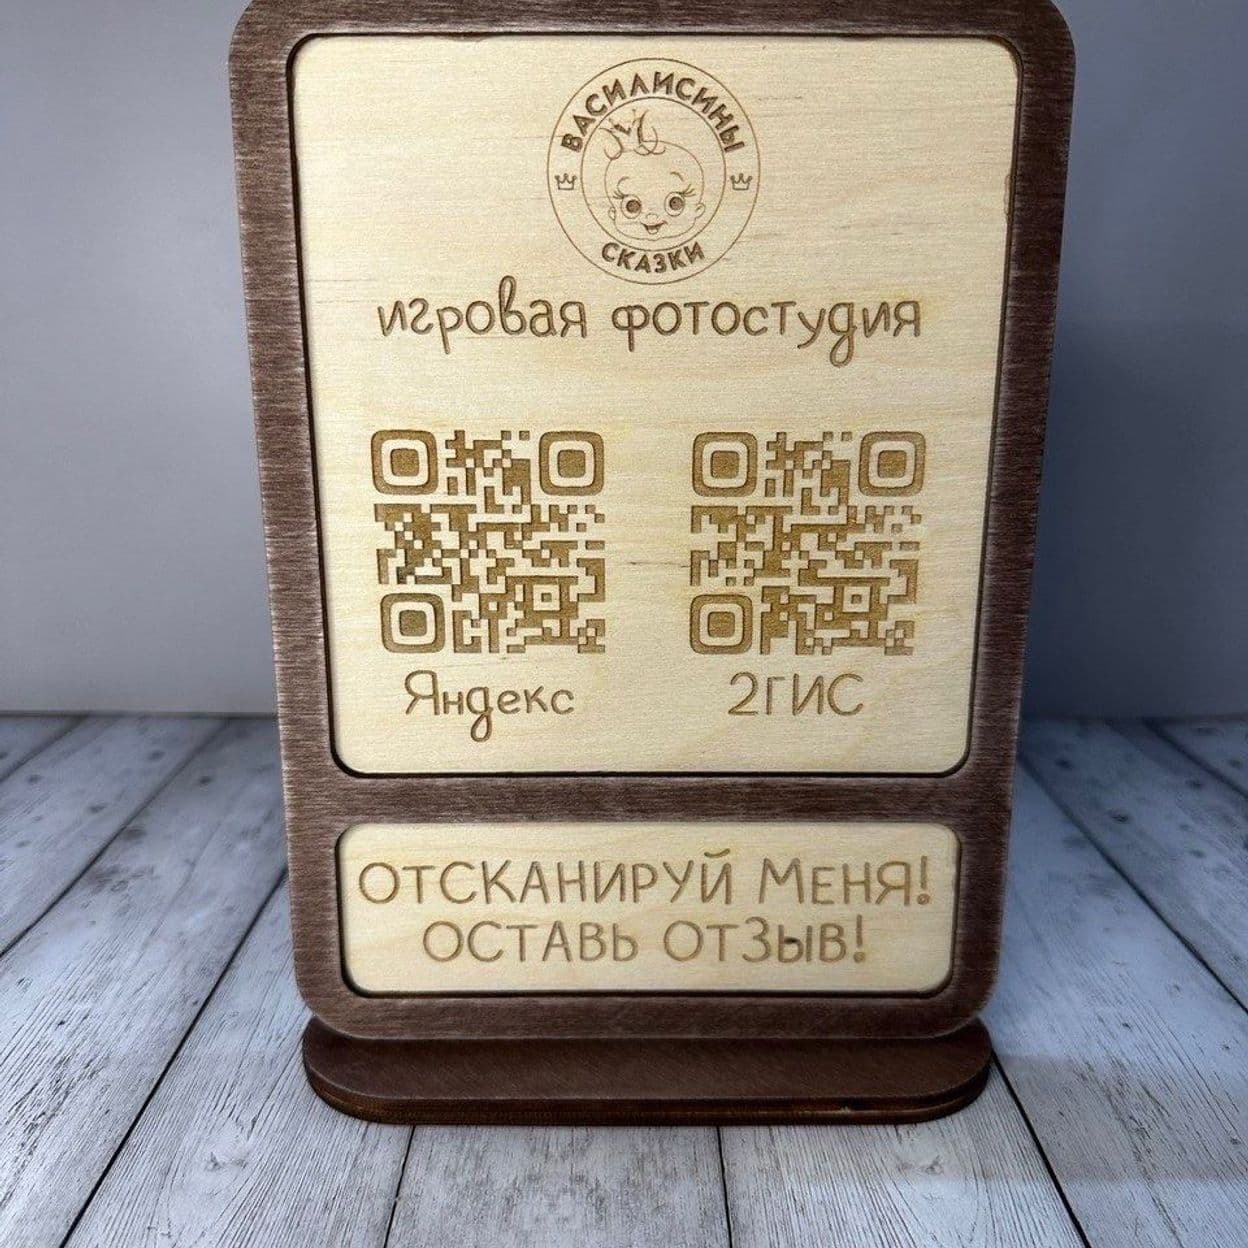 ВАСИЛИСИНЫ
СКАЗКИ
игровая фотостудия
Яндекс
2ГИС
ОТСКАНИРУЙ МЕНЯ!
ОСТАВЬ ОТЗЫВ!